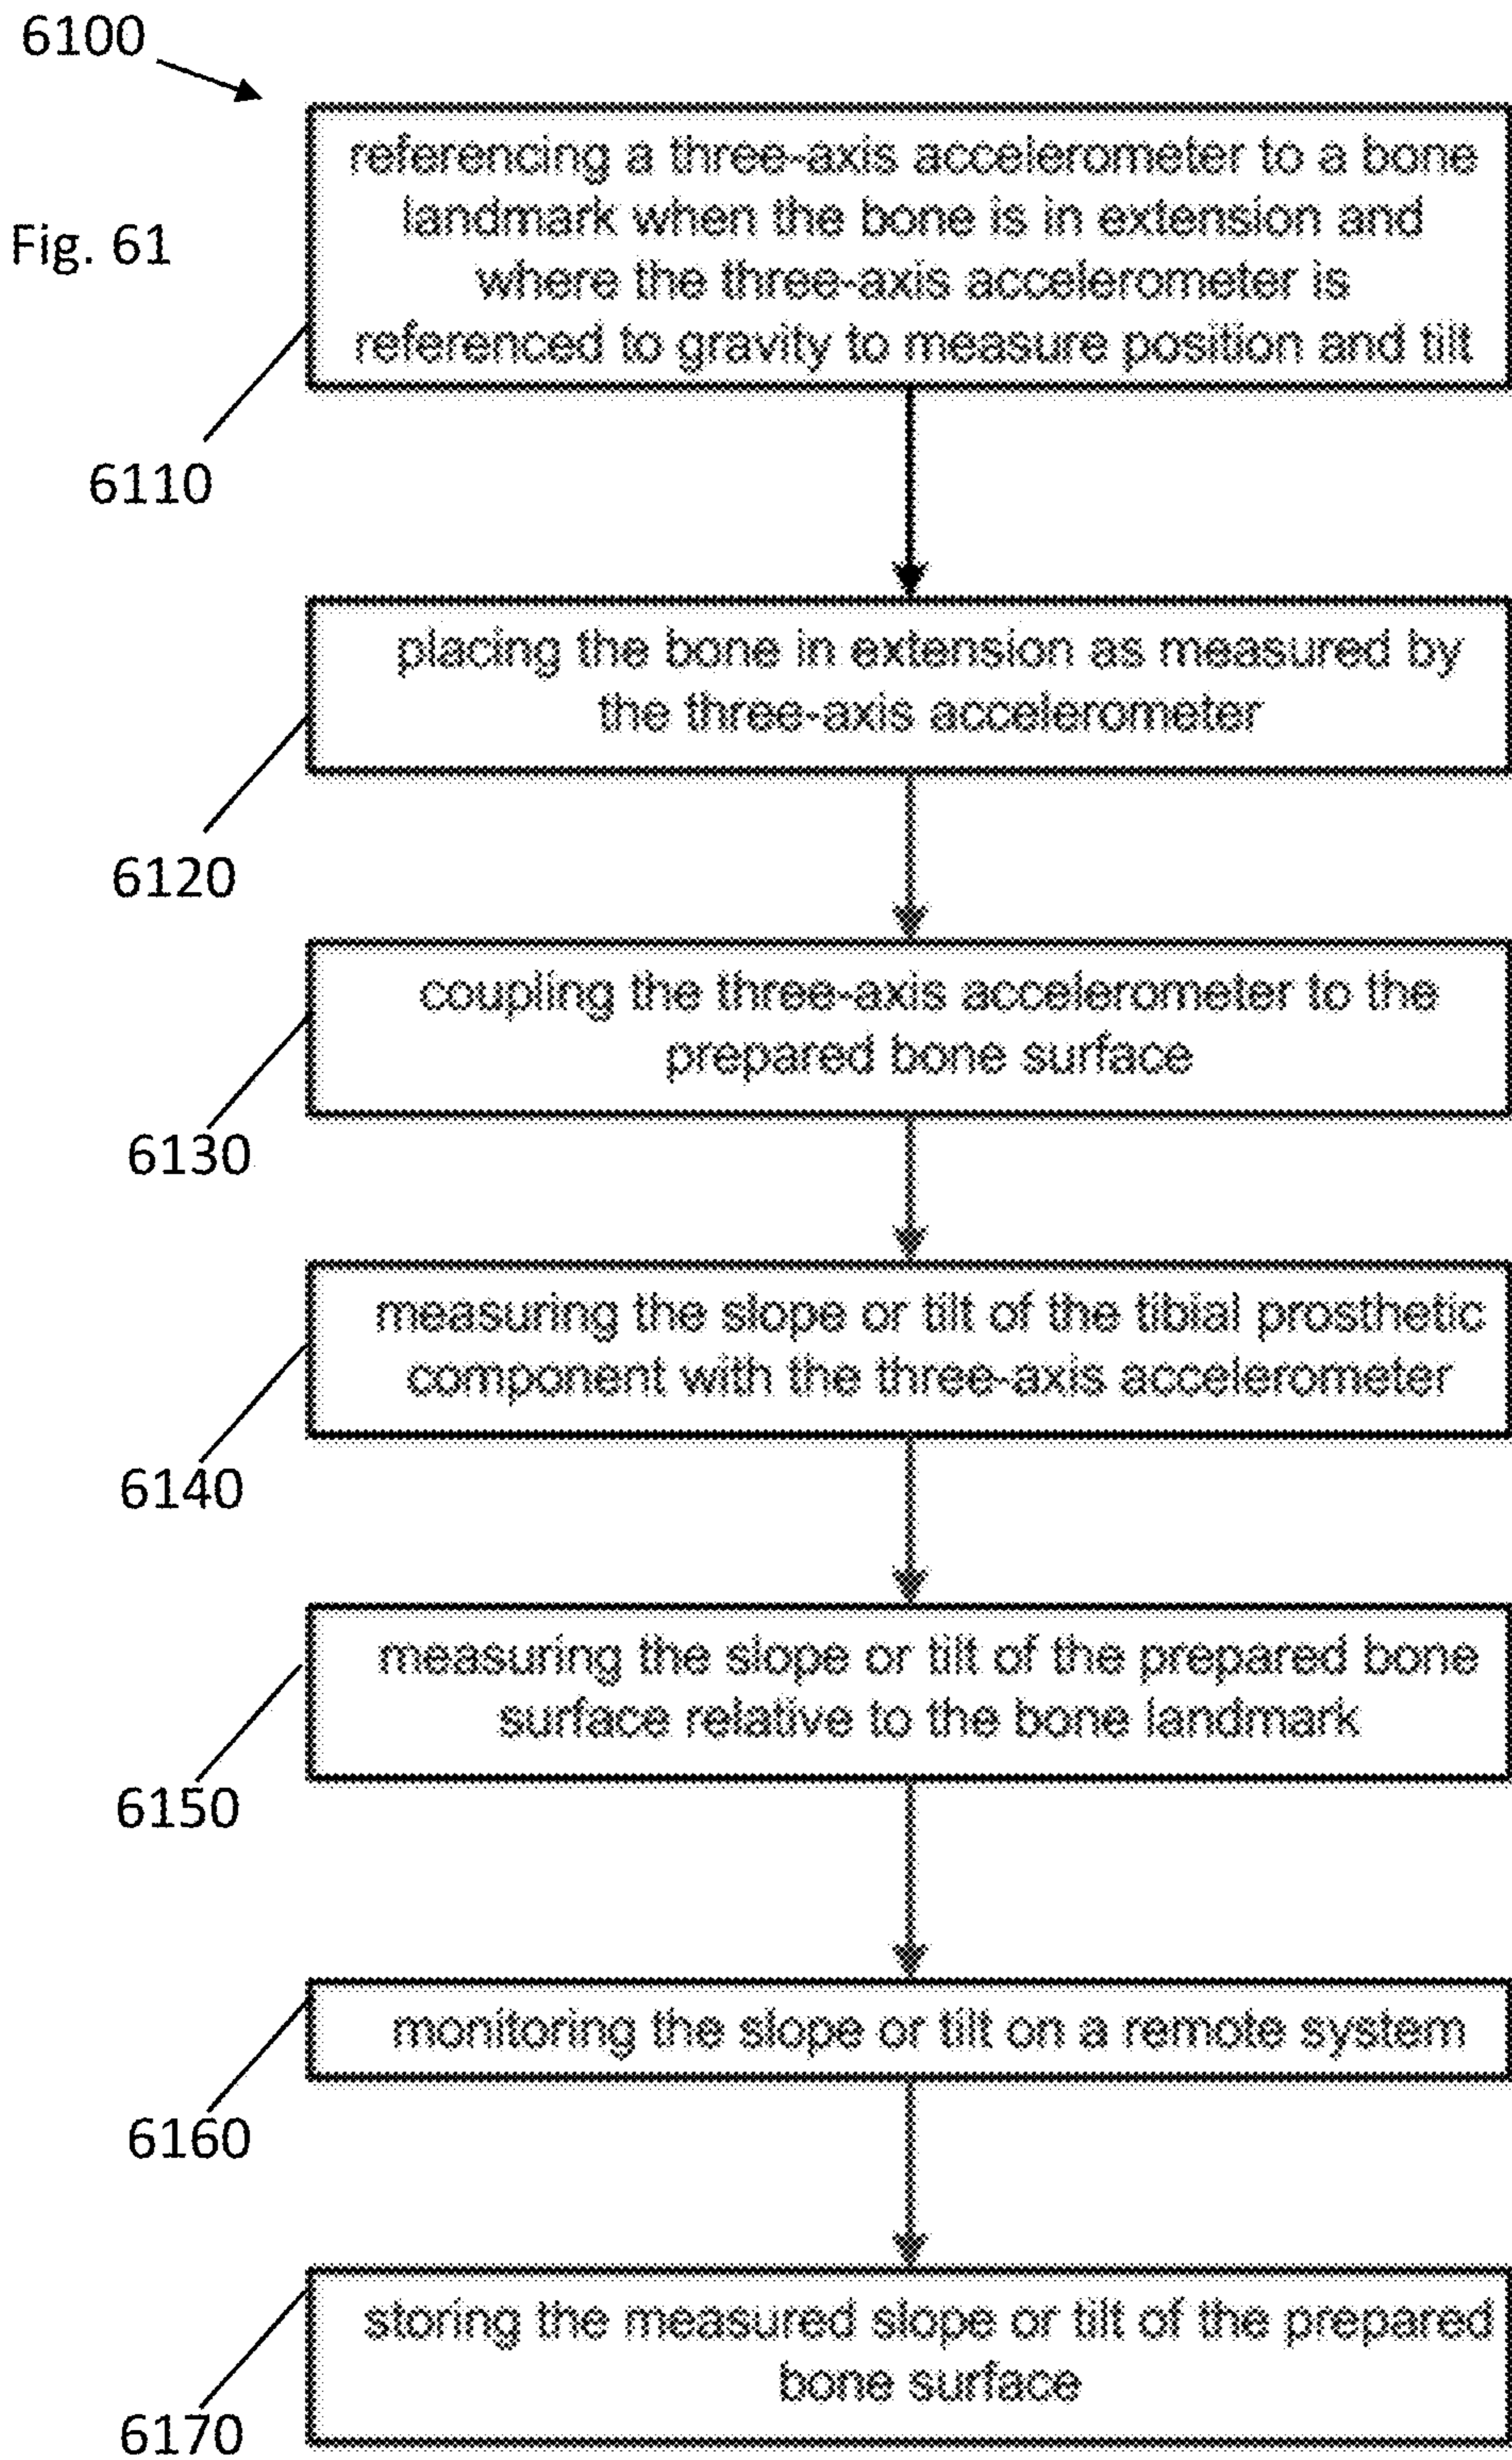 6100
referencing a three-axis accelerometer to a bone
landmark when the bone is in extension and
where the three-axis accelerometer is
referenced to gravity to measure position and tilt
Fig. 61
6110
placing the bone in extension as measured by
the three-axis accelerometer
6120
coupling the three-axis accelerometer to the
prepared bone surface
6130
measuring the slope or tilt of the tibial prosthetic
component with the three-axis accelerometer
6140
measuring the slope or tilt of the prepared bone
surface relative to the bone landmark
6150
monitoring the slope or tilt on a remote system
6160
storing the measured slope or tilt of the prepared
bone surface
6170